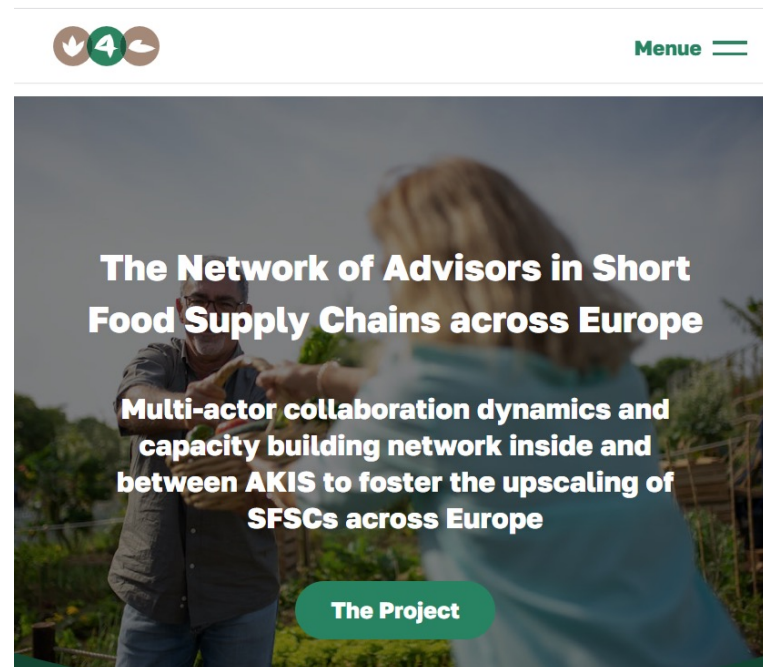 4
Menue
The Network of Advisors in Short
Food Supply Chains across Europe
Multi-actor collaboration dynamics and
capacity building network inside and
between AKIS to foster the upscaling of
SFSCs across Europe
The Project